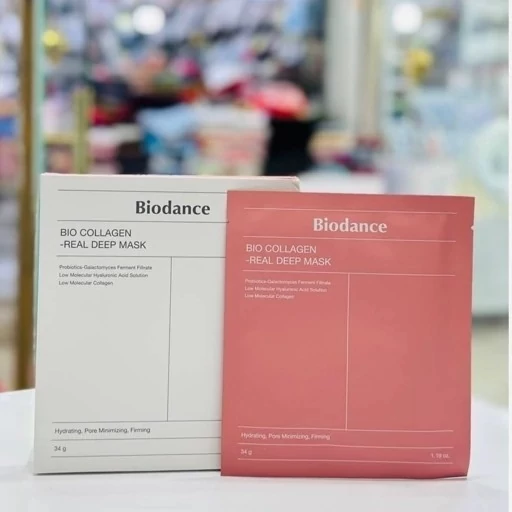 Biodance
BIO COLLAGEN
-REAL DEEP MASK
Probiotics-Galactomyces Ferment Filtrate
Low Molecular Hyaluronic Acid Solution
Low Molecular Collagen
Hydrating, Pore Minimizing, Firming
34 g
Biodance
BIO COLLAGEN
-REAL DEEP MASK
Probiotics-Galactomyces Ferment Filtrate
Low Molecular Hyaluronic Acid Solution
Low Molecular Collagen
Hydrating, Pore Minimizing, Firming
34 g